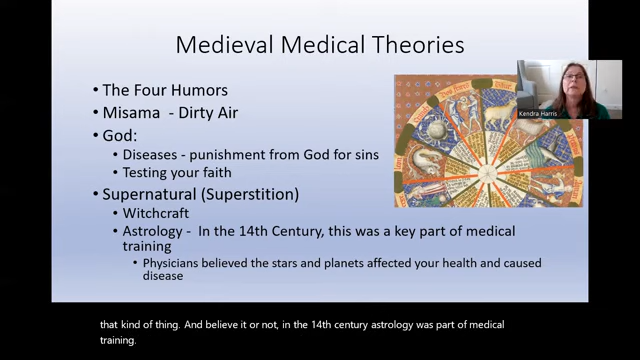 Medieval Medical Theories
• The Four Humors
• Misama - Dirty Air
• God:
• Diseases - punishment from God for sins
• Testing your faith
• Supernatural (Superstition)
• Witchcraft
• Astrology - In the 14th Century, this was a key part of medical
training
• Physicians believed the stars and planets affected your health and caused
disease
Kendra Harris
that kind of thing. And believe it or not, in the 14th century astrology was part of medical
training.